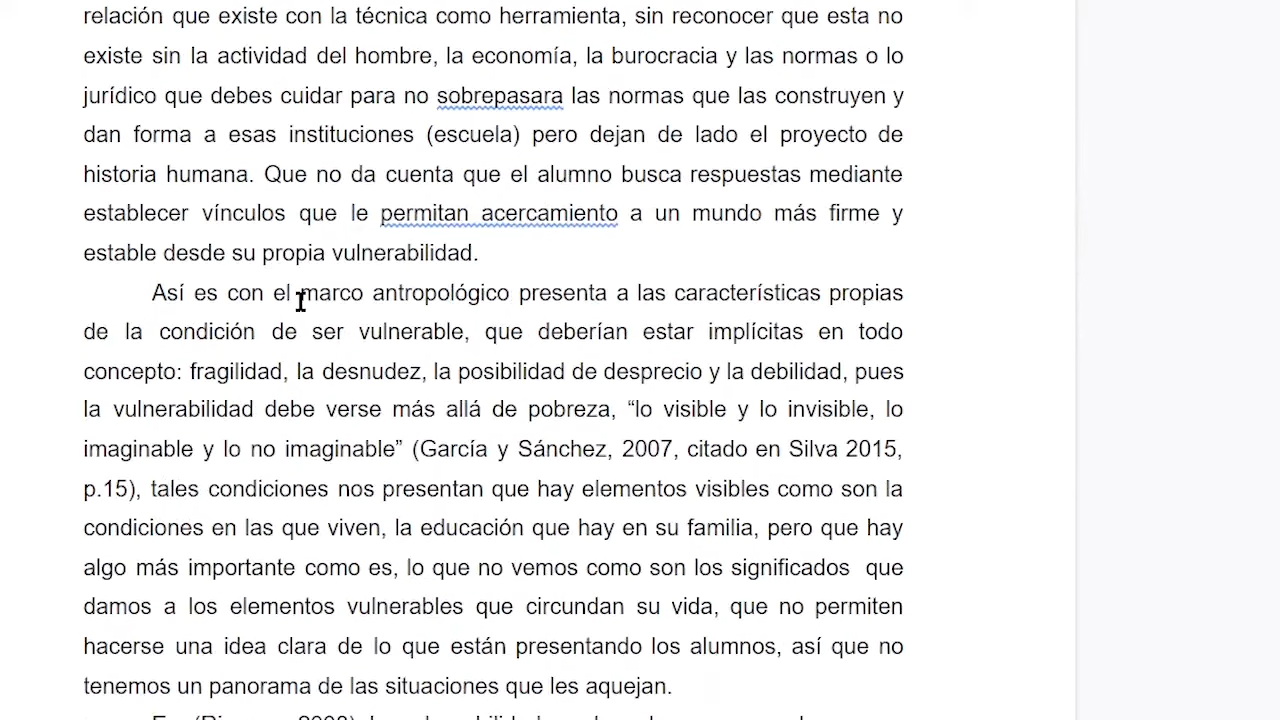 relación que existe con la técnica como herramienta, sin reconocer que esta no
existe sin la actividad del hombre, la economía, la burocracia y las normas o lo
jurídico que debes cuidar para no sobrepasara las normas que las construyen y
dan forma a esas instituciones (escuela) pero dejan de lado el proyecto de
historia humana. Que no da cuenta que el alumno busca respuestas mediante
establecer vínculos que le permitan acercamiento a un mundo más firme y
estable desde su propia vulnerabilidad.
Así es con el marco antropológico presenta a las características propias
de la condición de ser vulnerable, que deberían estar implícitas en todo
concepto: fragilidad, la desnudez, la posibilidad de desprecio y la debilidad, pues
la vulnerabilidad debe verse más allá de pobreza, “lo visible y lo invisible, lo
imaginable y lo no imaginable” (García y Sánchez, 2007, citado en Silva 2015,
p.15), tales condiciones nos presentan que hay elementos visibles como son la
condiciones en las que viven, la educación que hay en su familia, pero que hay
algo más importante como es, lo que no vemos como son los significados que
damos a los elementos vulnerables que circundan su vida, que no permiten
hacerse una idea clara de lo que están presentando los alumnos, así que no
tenemos un panorama de las situaciones que les aquejan.